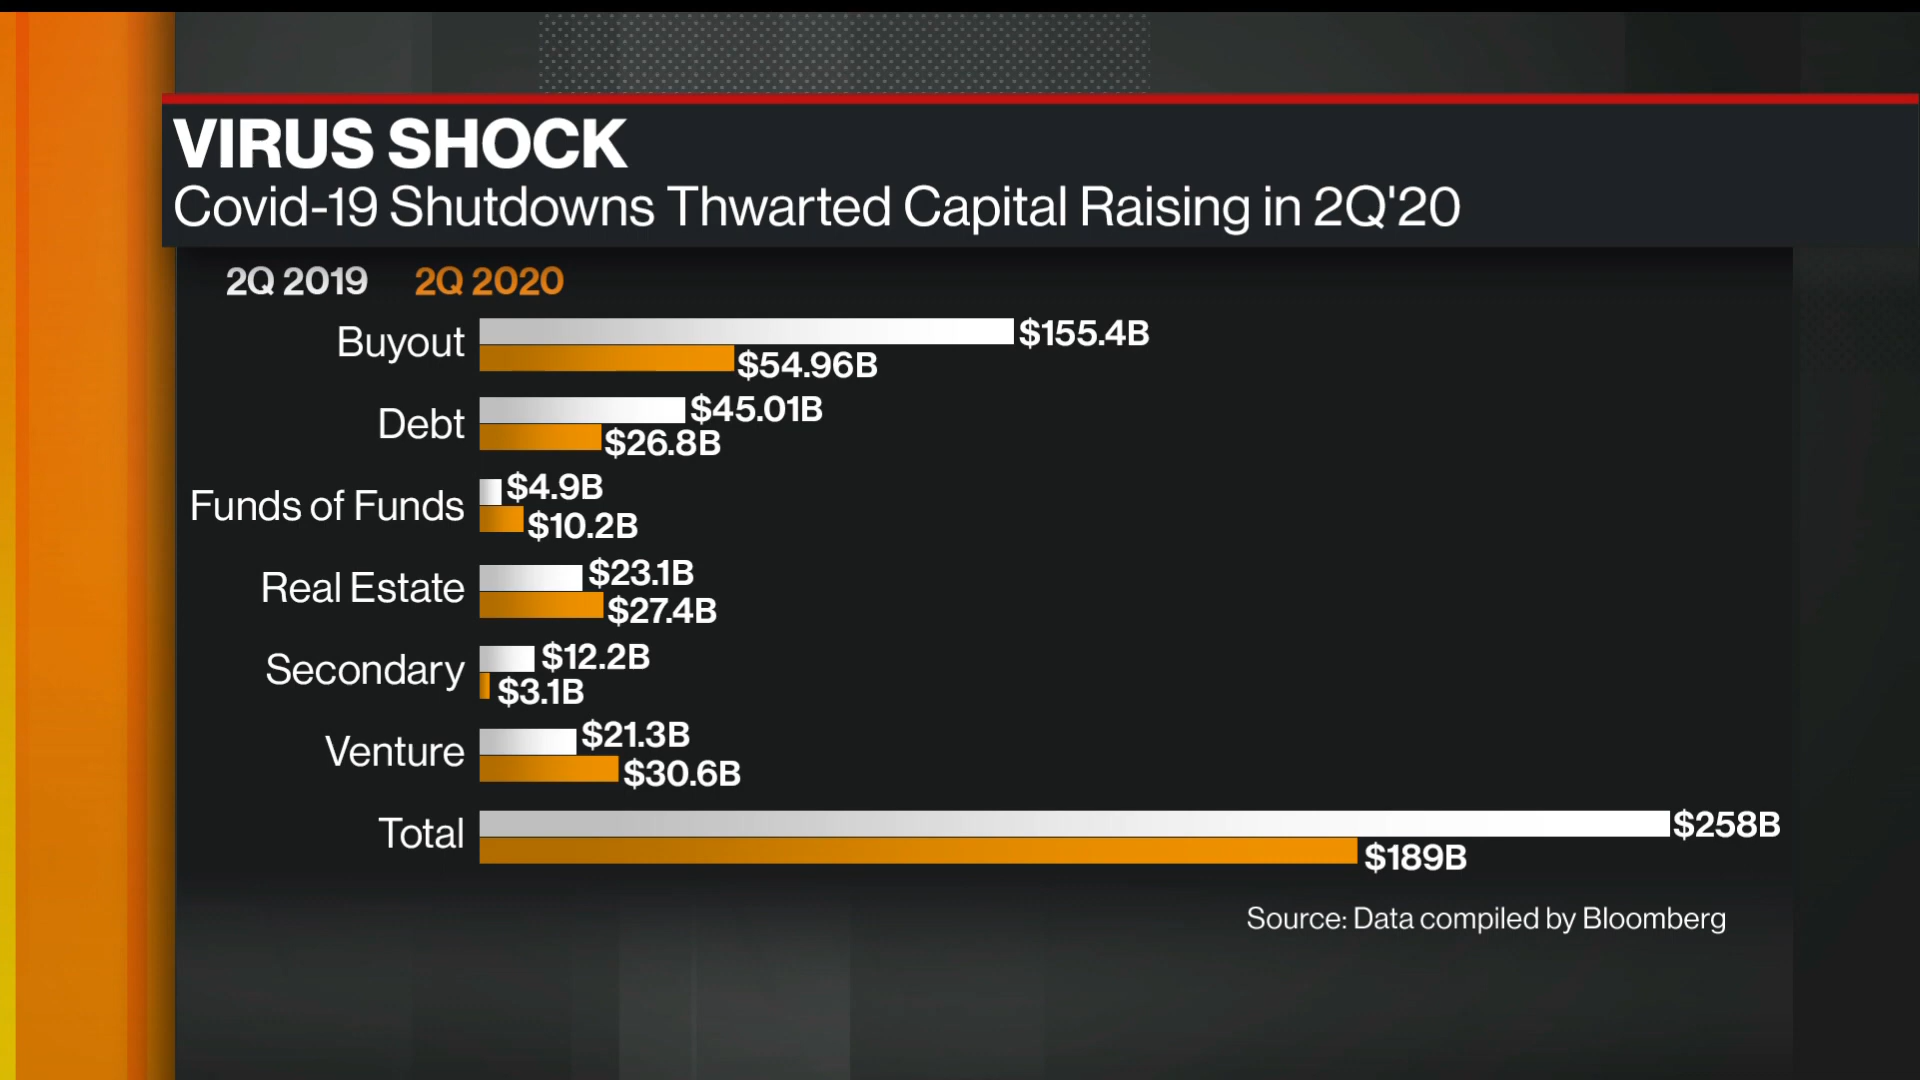 VIRUS SHOCK
Covid-19 Shutdowns Thwarted Capital Raising in 2Q'20
2Q 2019 2Q 2020
Buyout $155.4B
$54.96B
Debt $45.01B
$26.8B
Funds of Funds $4.9B
$10.2B
Real Estate $23.1B
$27.4B
Secondary $12.2B
$3.1B
Venture $21.3B
$30.6B
Total $258B
$189B
Source: Data compiled by Bloomberg